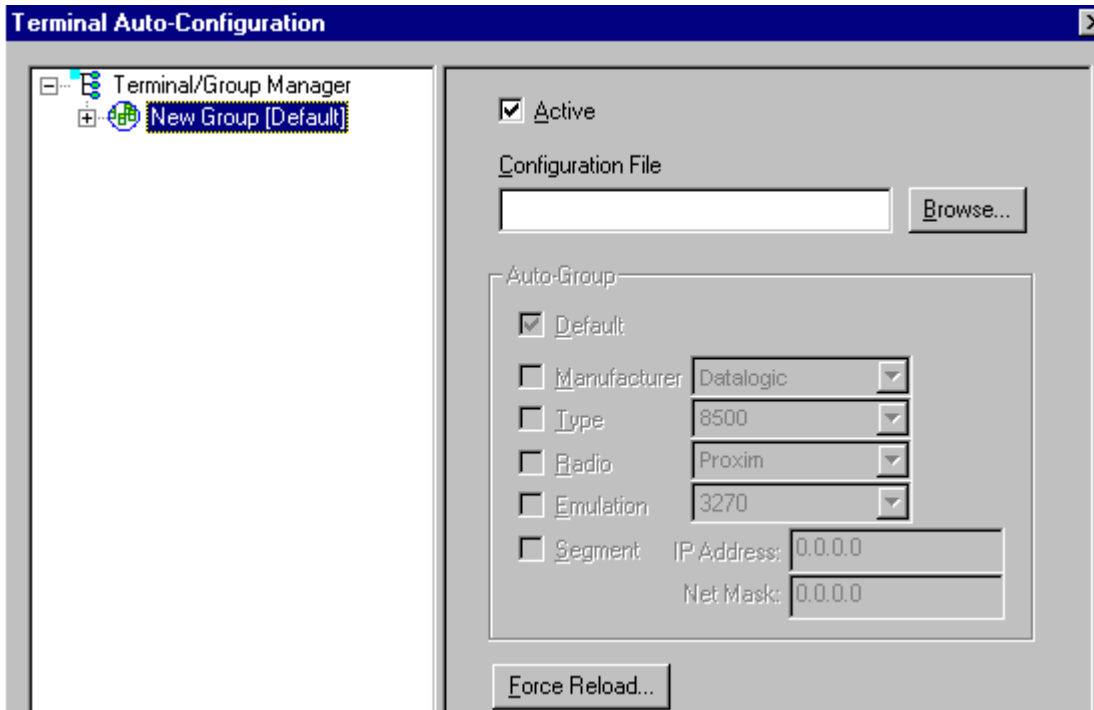 Terminal Auto-Configuration
Terminal/Group Manager
New Group [Default]
Active
Configuration File
Browse...
Auto-Group
Default
Manufacturer Datalogic
Type 8500
Radio Proxim
Emulation 3270
Segment IP Address: 0.0.0.0
Net Mask: 0.0.0.0
Force Reload...